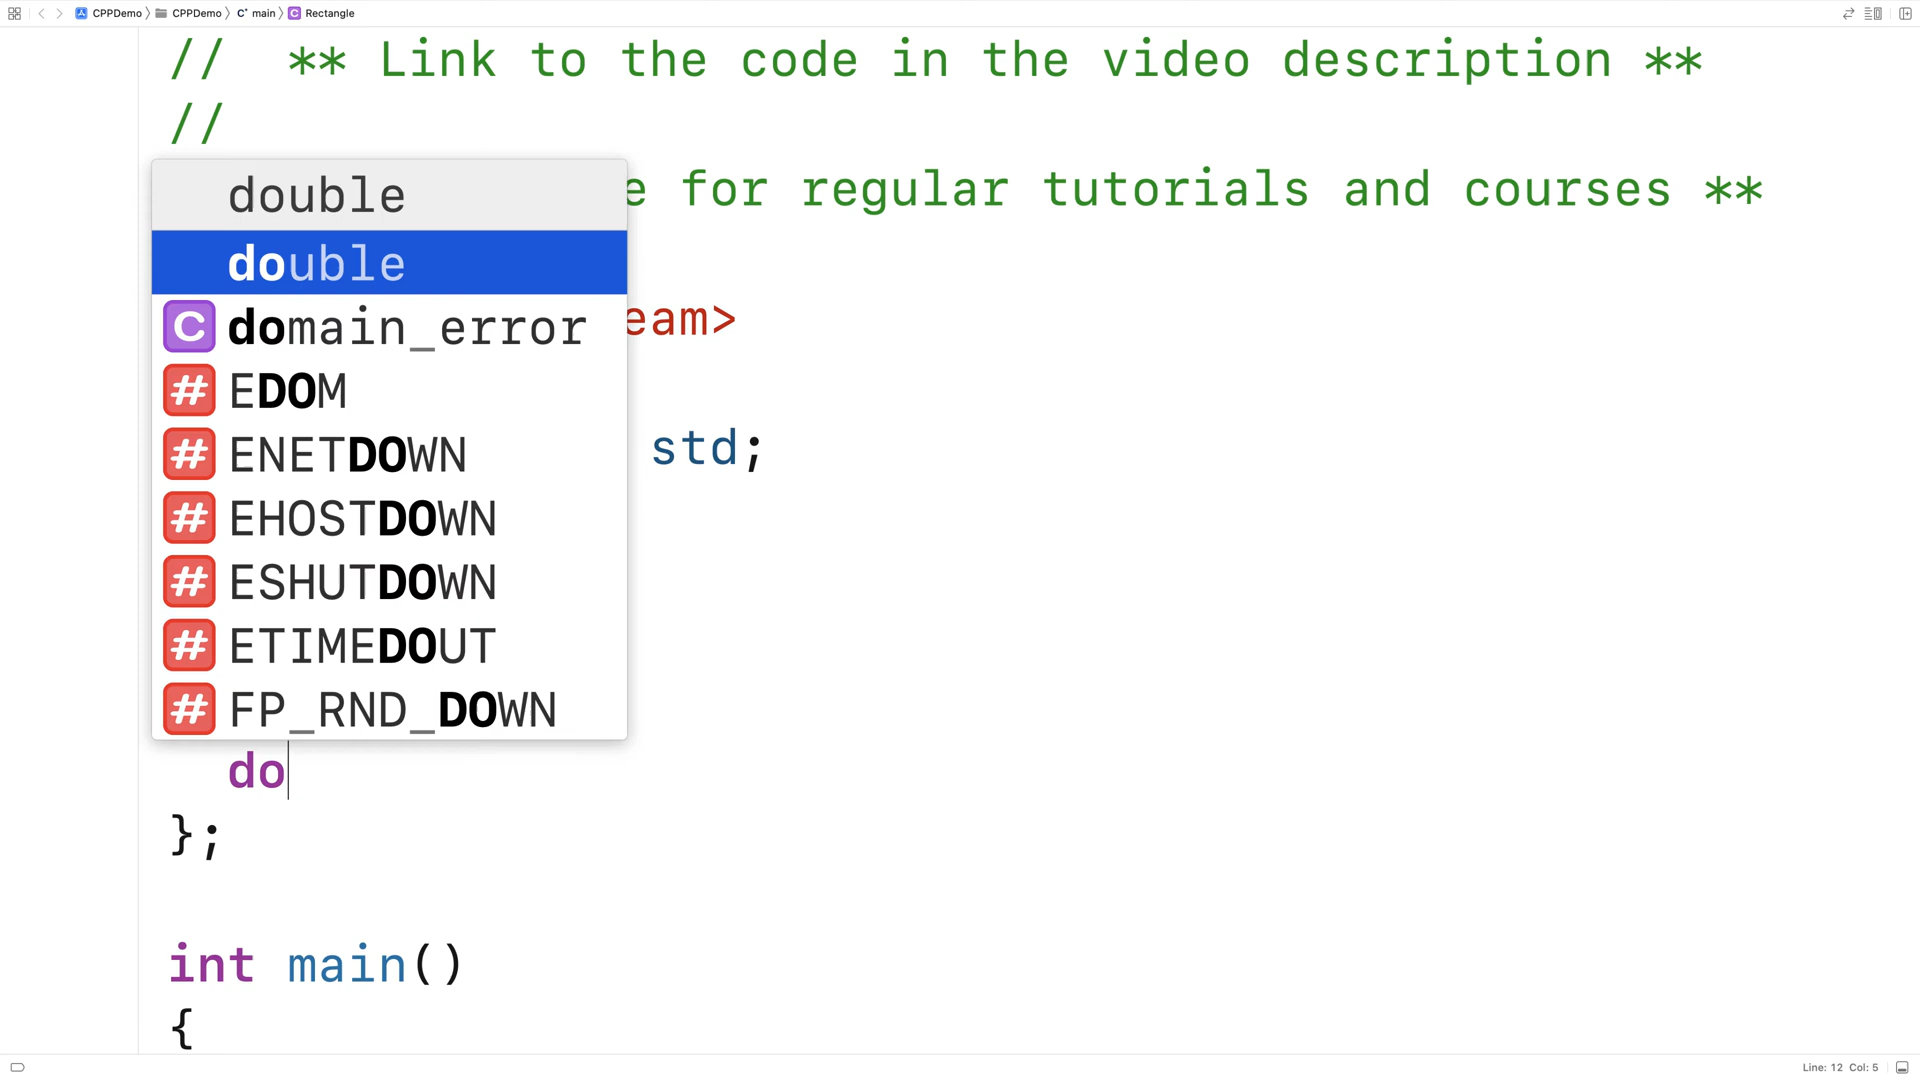 CPPDemo CPPDemo C+ main C Rectangle
// ** Link to the code in the video description **
//
e for regular tutorials and courses **
double
double
C domain_error
eam>
# EDOM
# ENETDOWN
std;
# EHOSTDOWN
# ESHUTDOWN
# ETIMEDOUT
# FP_RND_DOWN
do
};
int main()
{
Line: 12 Col: 5